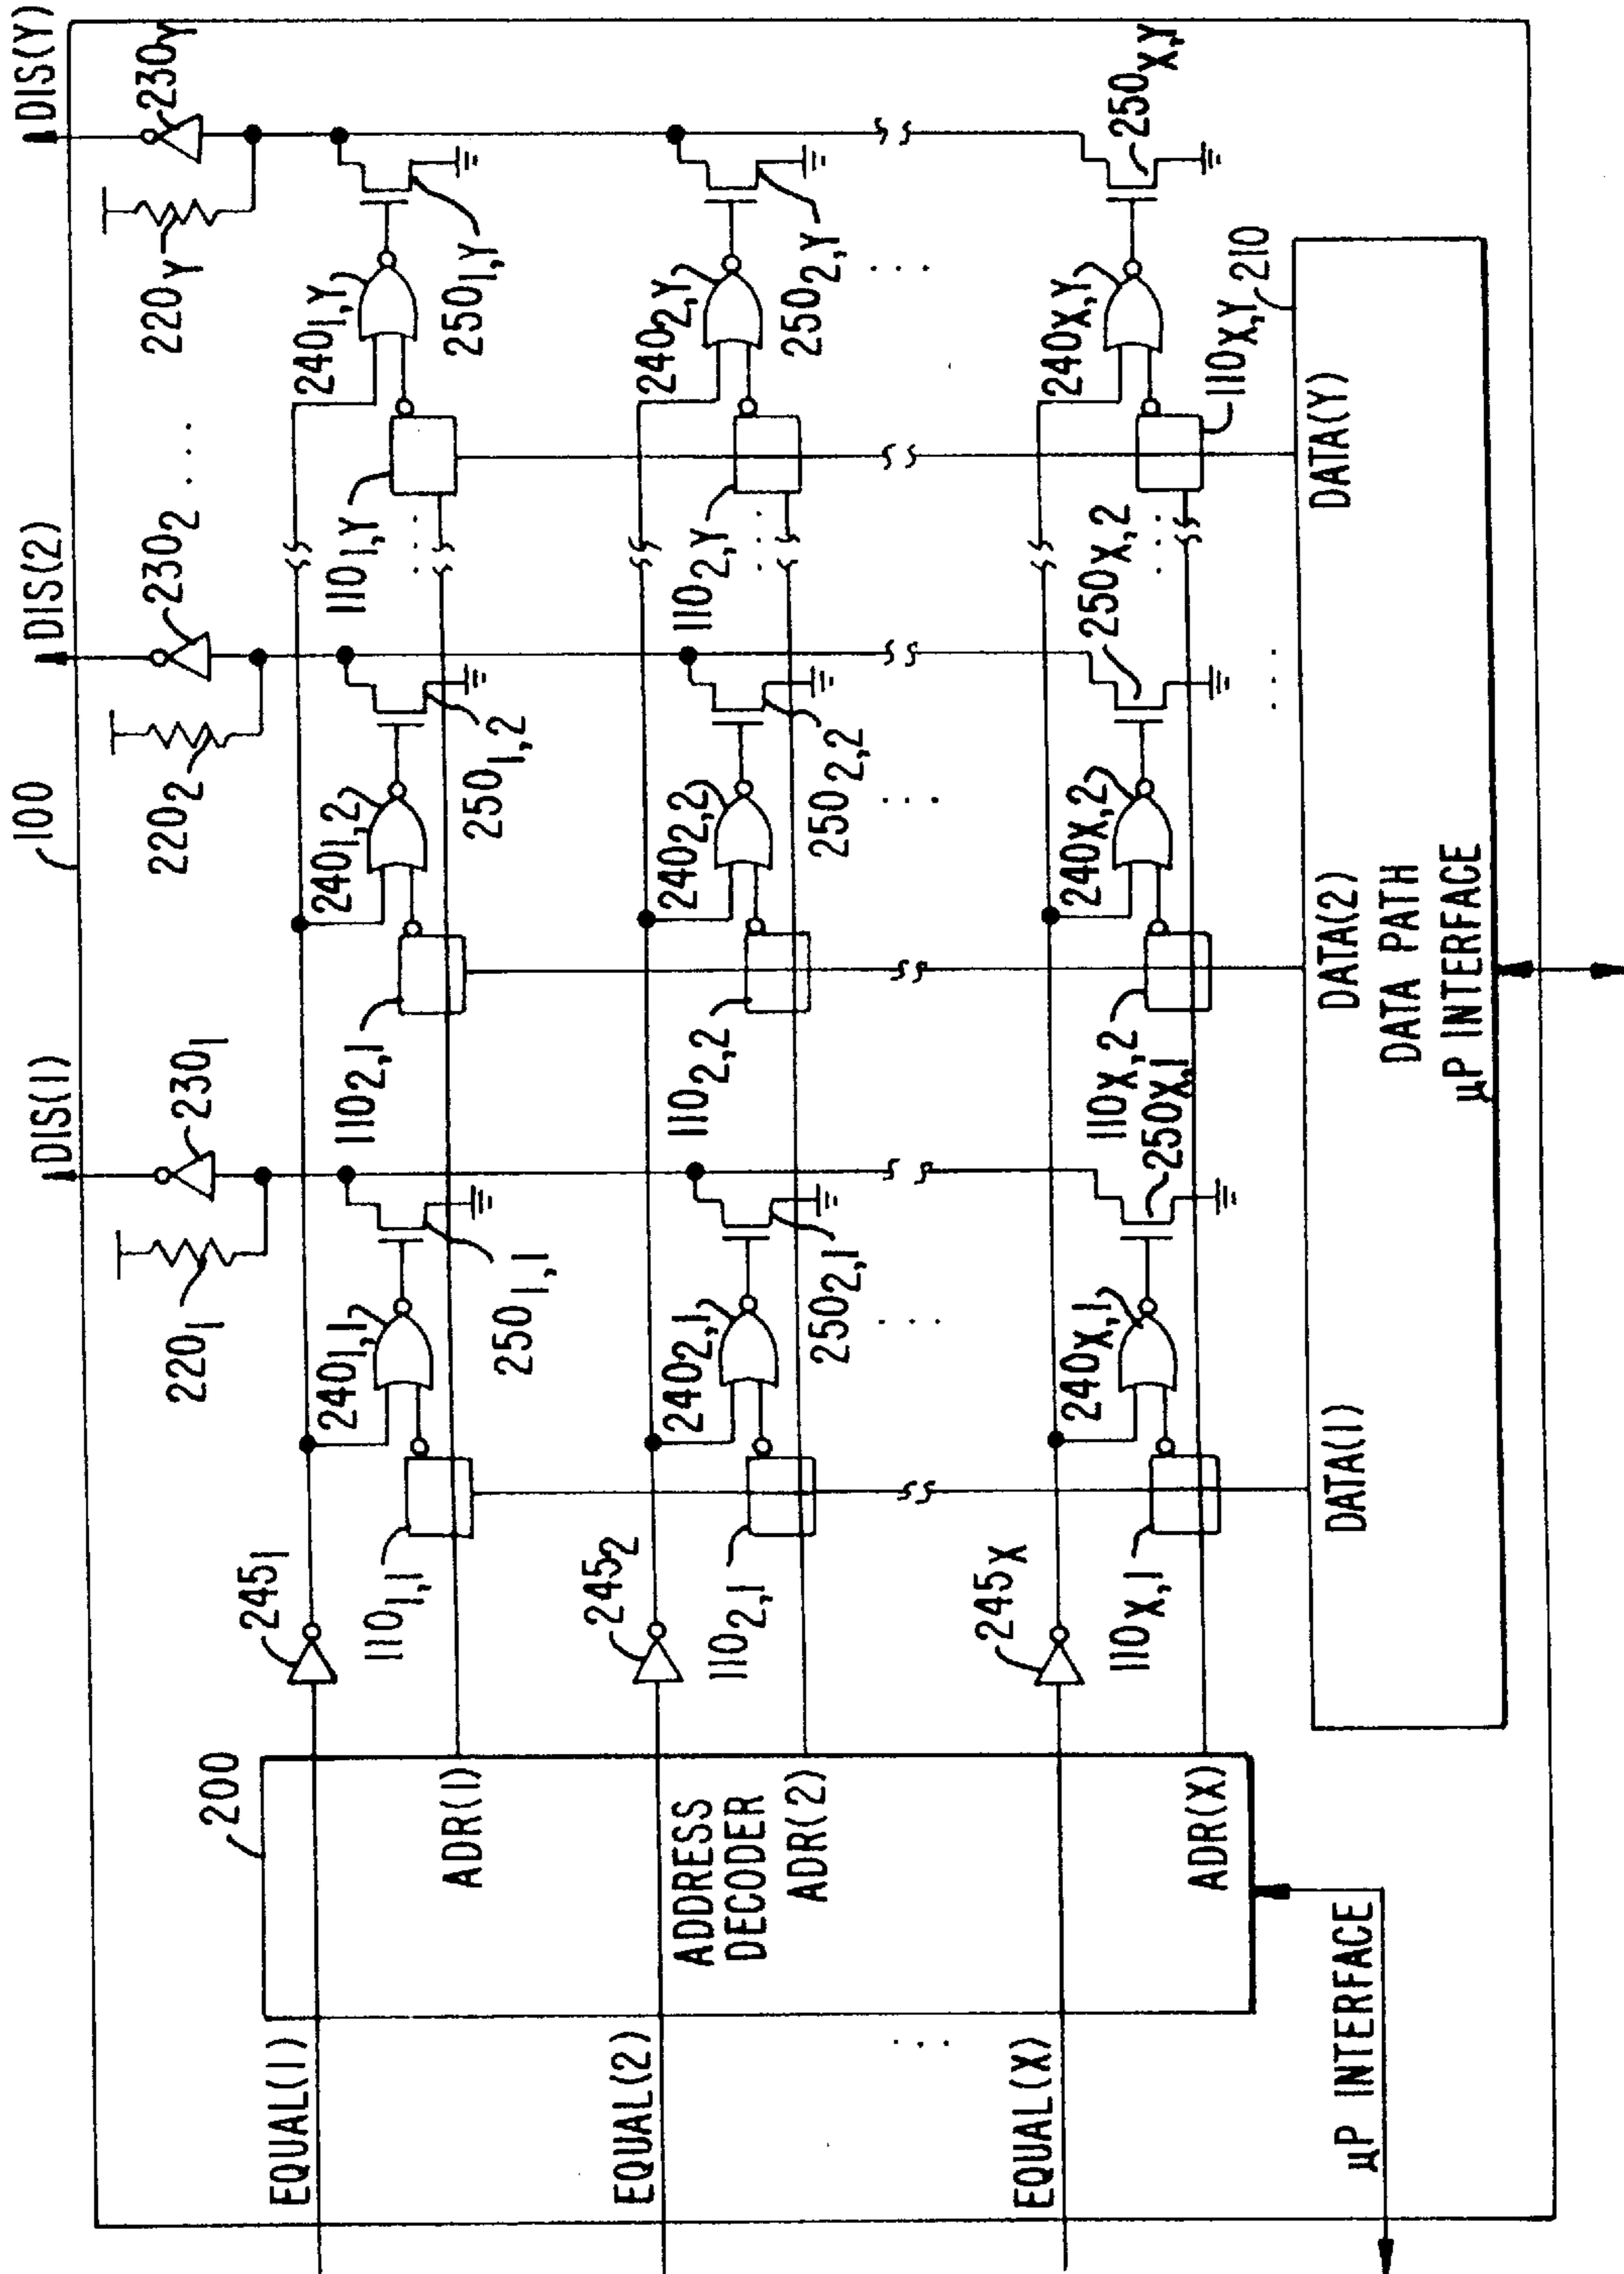 100
DIS(1)
DIS(2)
DIS(Y)
220₁
230₁
220₂
230₂
. . . .
220Y
230Y
EQUAL(1)
200
245₁
240₁,₁
240₁,₂
240₁,Y
110₁,₁
250₁,₁
110₂,₁
250₁,₂
110₁,Y
250₁,Y
ADR(1)
EQUAL(2)
ADDRESS
DECODER
245₂
240₂,₁
240₂,₂
240₂,Y
110₂,₁
250₂,₁
110₂,₂
250₂,₂
110₂,Y
250₂,Y
ADR(2)
EQUAL(X)
245X
240X,₁
240X,₂
240X,Y
110X,₁
250X,₁
110X,₂
250X,₂
110X,Y
250X,Y
ADR(X)
210
DATA(1)
DATA(2)
DATA(Y)
DATA PATH
µP INTERFACE
µP INTERFACE